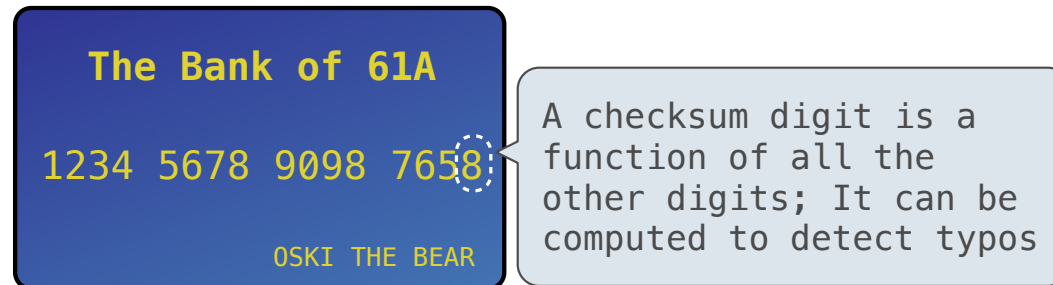 The Bank of 61A
1234 5678 9098 7658
OSKI THE BEAR
A checksum digit is a
function of all the
other digits; It can be
computed to detect typos